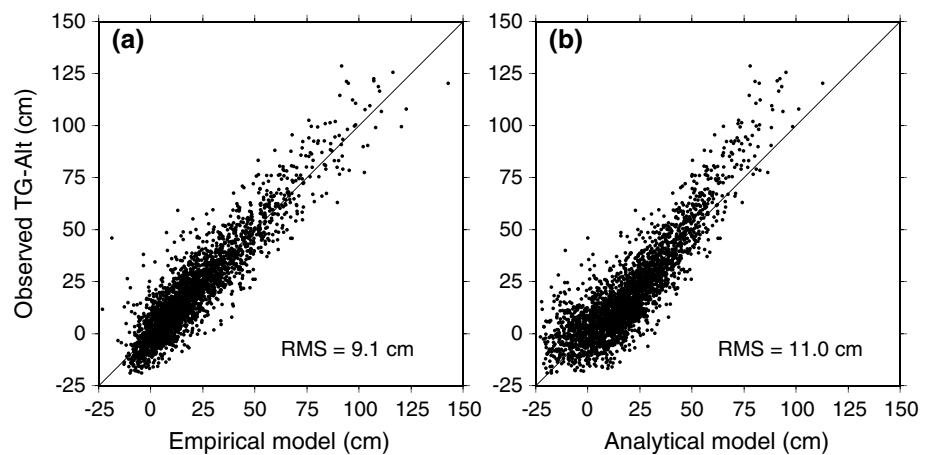 (a)
(b)
150
125
100
75
50
25
0
-25
Observed TG-Alt (cm)
RMS = 9.1 cm
-25 0 25 50 75 100 125 150
Empirical model (cm)
150
125
100
75
50
25
0
-25
RMS = 11.0 cm
-25 0 25 50 75 100 125 150
Analytical model (cm)